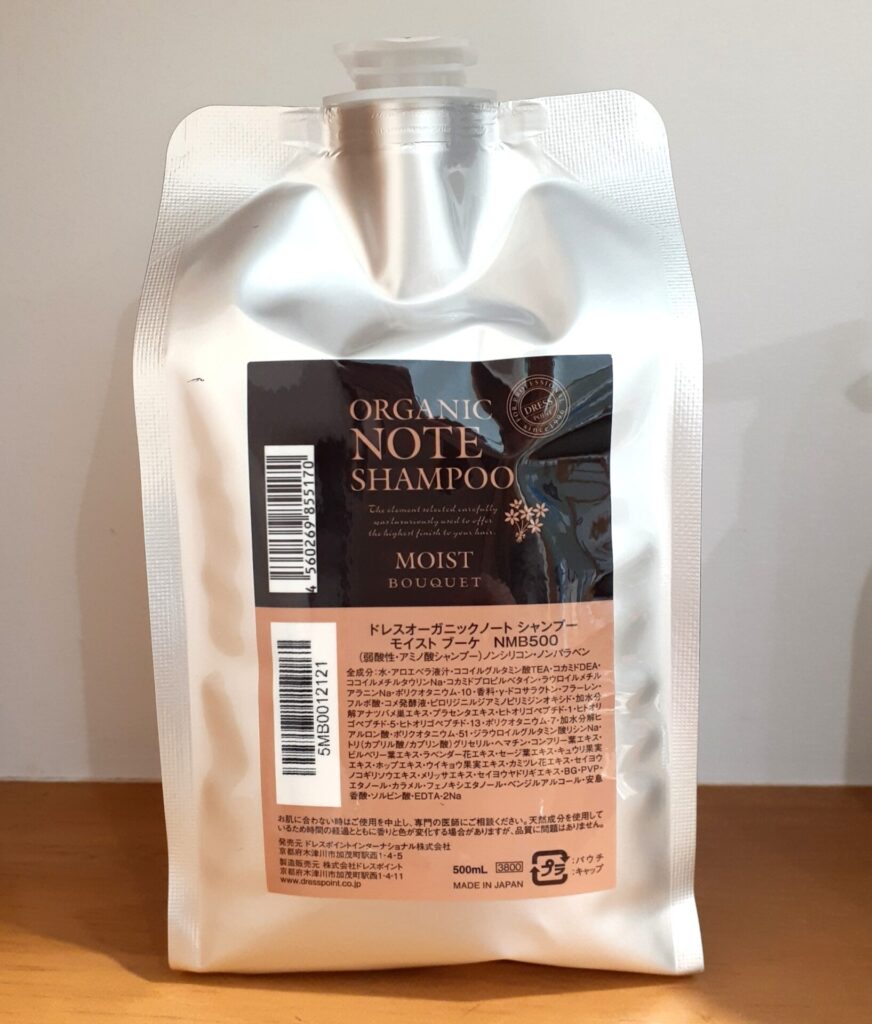 ORGANIC
NOTE
SHAMPOO
FOR PROFESSIONAL
DRESS
POINT
since 1996
The element selected carefully
was luxuriously used to offer
the highest finish to your hair.
MOIST
BOUQUET
4 560269 855170
ドレスオーガニックノート シャンプー
モイスト ブーケ NMB500
(弱酸性・アミノ酸シャンプー)ノンシリコン・ノンパラベン
全成分:水・アロエベラ液汁・ココイルグルタミン酸TEA・コカミドDEA・
ココイルメチルタウリンNa・コカミドプロピルベタイン・ラウロイルメチル
アラニンNa・ポリクオタニウム-10・香料・γ-ドコサラクトン・フラーレン・
フルボ酸・コメ発酵液・ピロリジニルジアミノピリミジンオキシド・加水分
解アナツバメ巣エキス・プラセンタエキス・ヒトオリゴペプチド-1・ヒトオリ
ゴペプチド-5・ヒトオリゴペプチド-13・ポリクオタニウム-7・加水分解ヒ
アルロン酸・ポリクオタニウム-51・ジラウロイルグルタミン酸リシンNa・
トリ(カプリル酸/カプリン酸)グリセリル・ヘマチン・コンフリー葉エキス・
ビルベリー葉エキス・ラベンダー花エキス・セージ葉エキス・キュウリ果実
エキス・ホップエキス・ウイキョウ果実エキス・カミツレ花エキス・セイヨウ
ノコギリソウエキス・メリッサエキス・セイヨウヤドリギエキス・BG・PVP・
エタノール・カラメル・フェノキシエタノール・ベンジルアルコール・安息
香酸・ソルビン酸・EDTA-2Na
5MB0012121
お肌に合わない時はご使用を中止し、専門の医師にご相談ください。天然成分を使用して
いるため時間の経過とともに香りと色が変化する場合がありますが、品質に問題はありません。
発売元 ドレスポイントインターナショナル株式会社
京都府木津川市加茂町駅西1-4-5
製造販売元 株式会社ドレスポイント
京都府木津川市加茂町駅西1-4-11
www.dresspoint.co.jp
500mL 3800
MADE IN JAPAN
プラ
:パウチ
:キャップ